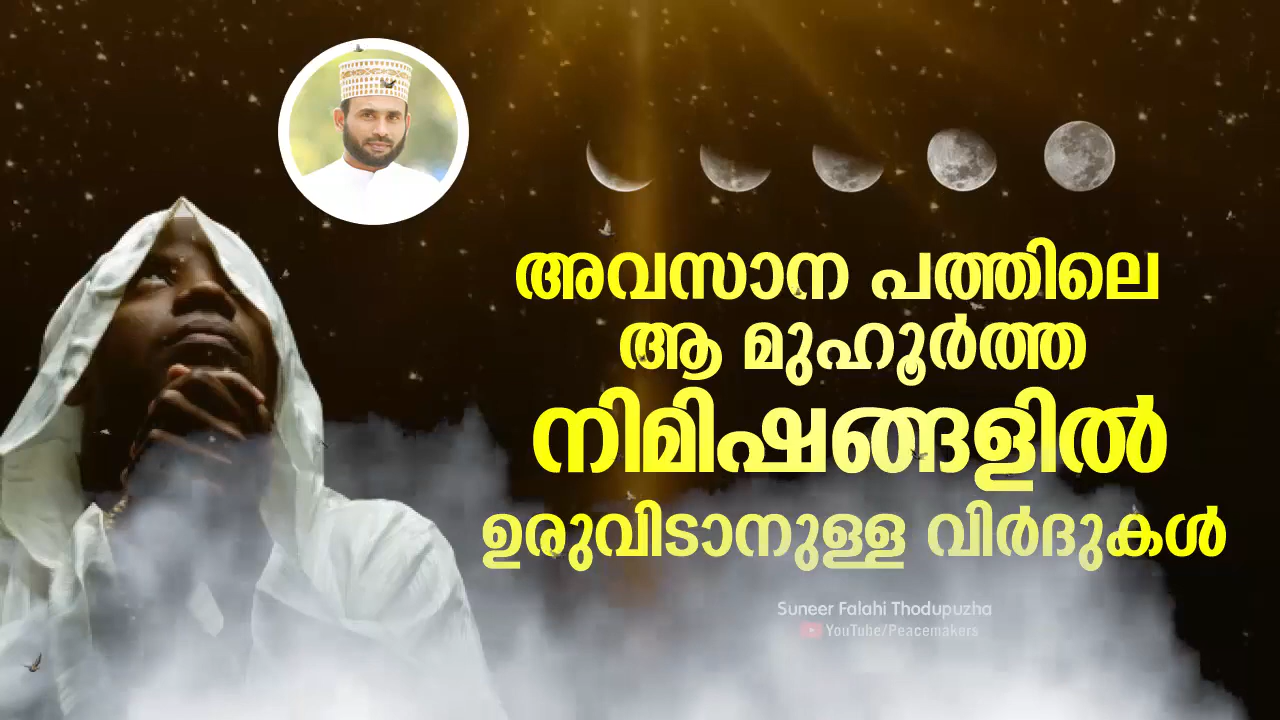 അവസാന പത്തിലെ
ആ മുഹൂർത്ത
നിമിഷങ്ങളിൽ
ഉരുവിടാനുള്ള വിർദുകൾ
Suneer Falahi Thodupuzha
YouTube/Peacemakers